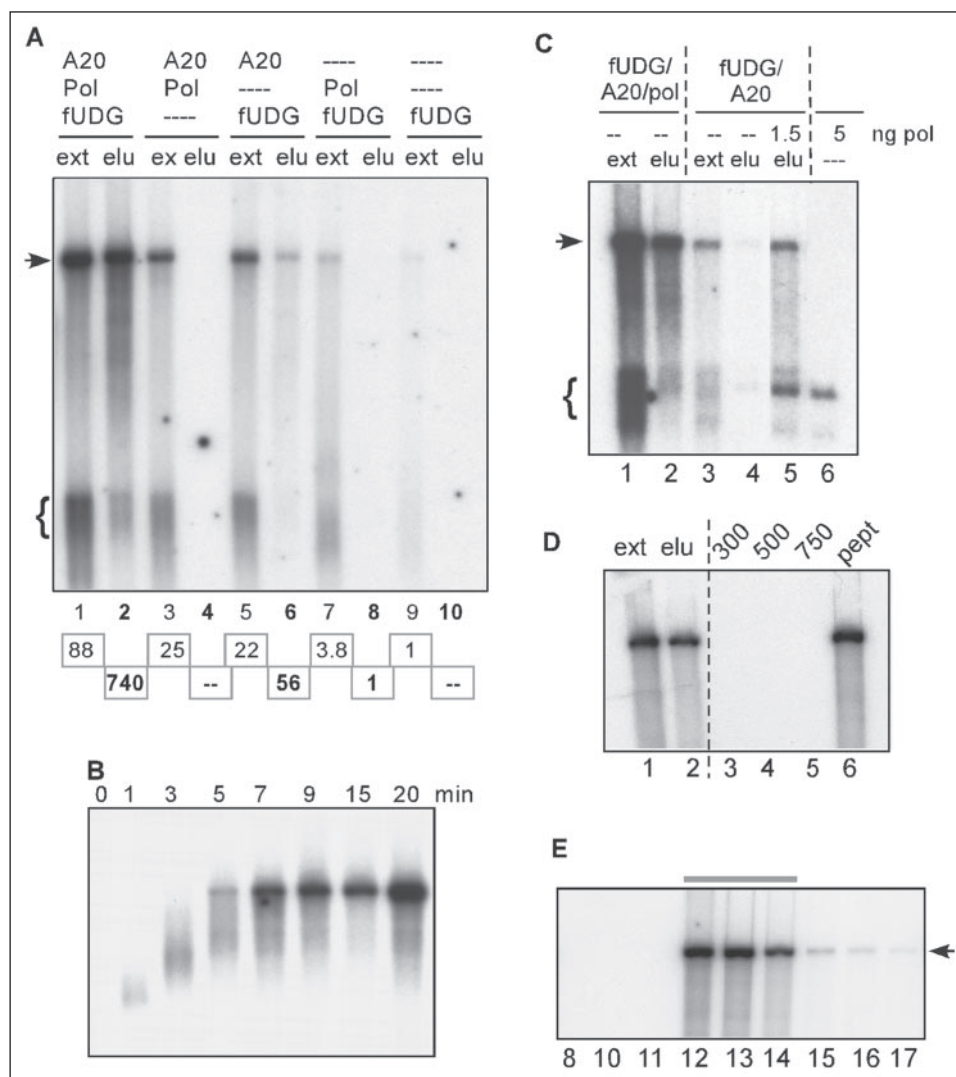 A
A20 A20 A20 ---- ----
Pol Pol ---- Pol ----
fUDG ---- fUDG fUDG fUDG
ext elu ex elu ext elu ext elu ext elu
{
1 2 3 4 5 6 7 8 9 10
88 25 22 3.8 1
740 -- 56 1 --
B
0 1 3 5 7 9 15 20 min
C
fUDG/ fUDG/
A20/pol A20
-- -- -- -- 1.5 5 ng pol
ext elu ext elu elu ---
{
1 2 3 4 5 6
D
ext elu 300 500 750 pept
1 2 3 4 5 6
E
8 10 11 12 13 14 15 16 17